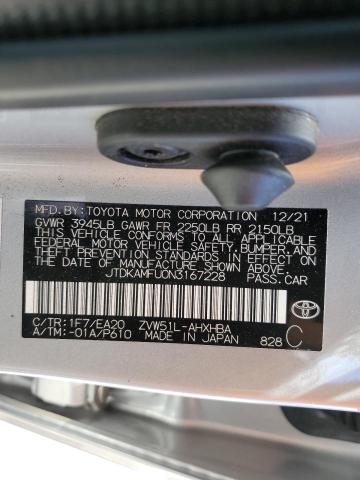 MFD.BY:TOYOTA MOTOR CORPORATION 12/21
GVWR 3945LB GAWR FR 2250LB RR 2150LB
THIS VEHICLE CONFORMS TO ALL APPLICABLE
FEDERAL MOTOR VEHICLE SAFETY,BUMPER,AND
THEFT PREVENTION STANDARDS IN EFFECT ON
THE DATE OF MANUFACTURE SHOWN ABOVE.
JTDKAMFU0N3167228 PASS.CAR
C/TR:1F7/EA20 ZVW51L-AHXHBA
A/TM:-01A/P610 MADE IN JAPAN 828 C